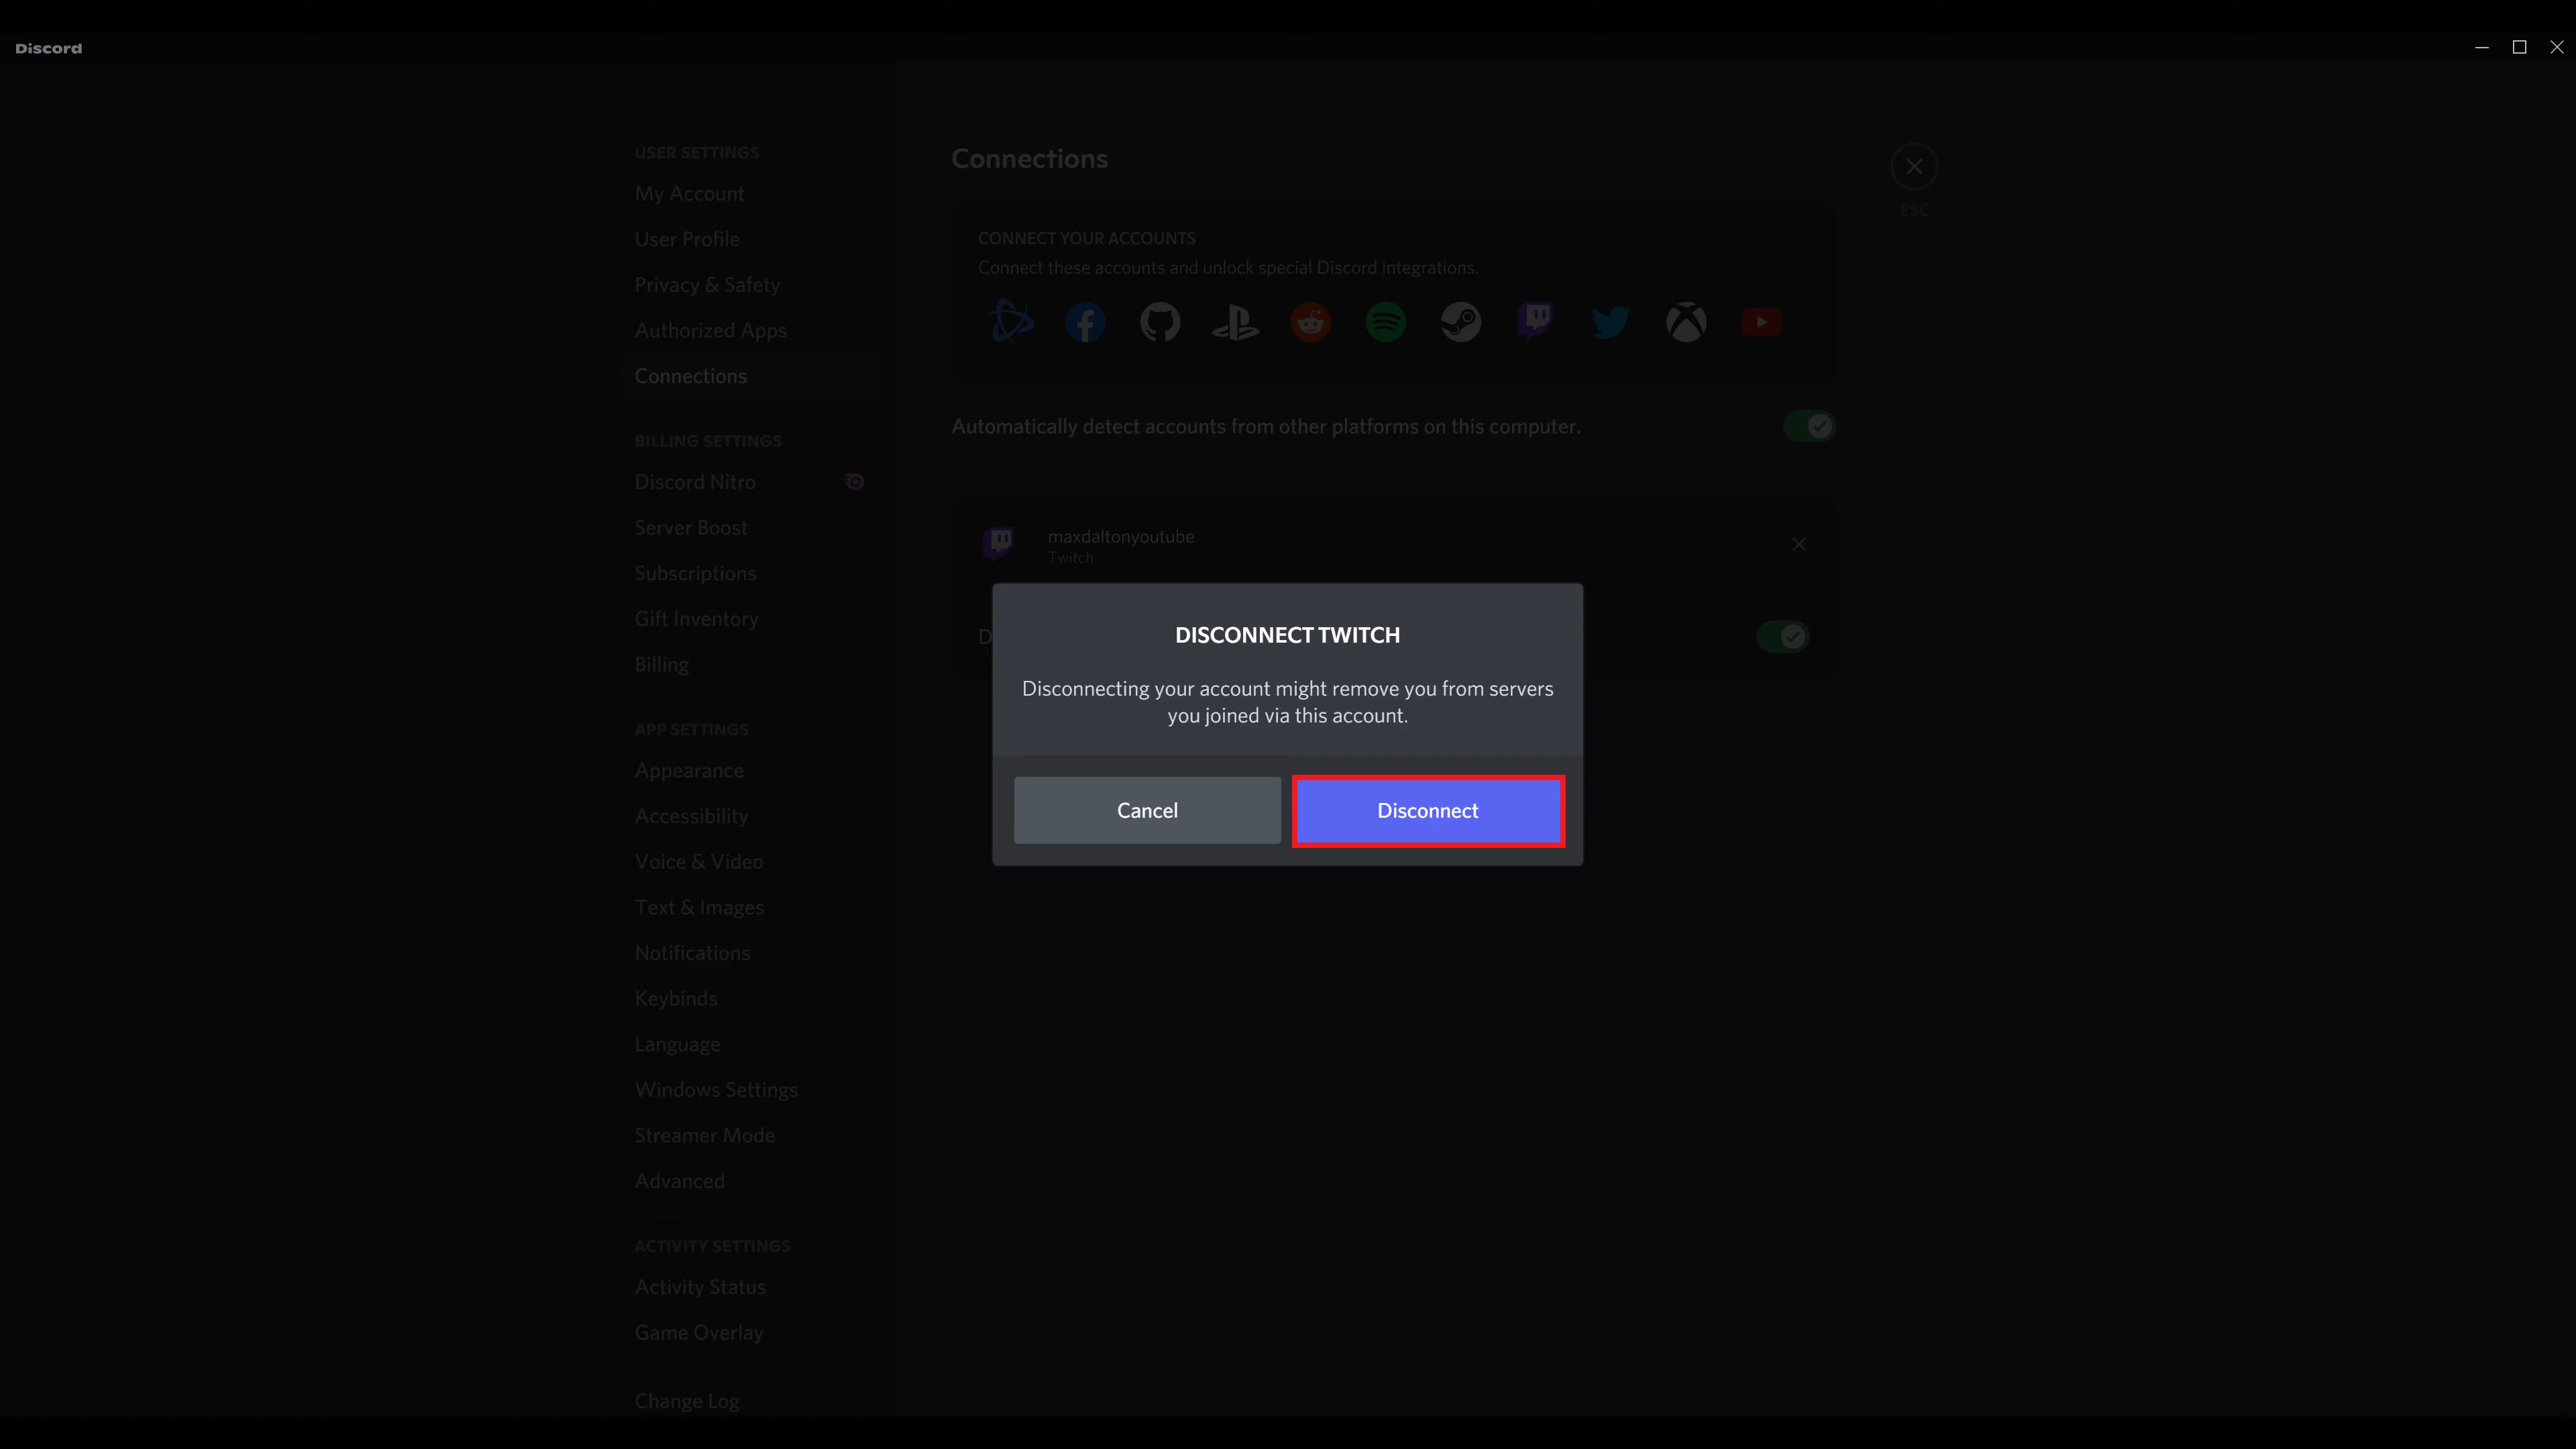 Discord
USER SETTINGS
My Account
User Profile
Privacy & Safety
Authorized Apps
Connections
BILLING SETTINGS
Discord Nitro
Server Boost
Subscriptions
Gift Inventory
Billing
APP SETTINGS
Appearance
Accessibility
Voice & Video
Text & Images
Notifications
Keybinds
Language
Windows Settings
Streamer Mode
Advanced
ACTIVITY SETTINGS
Activity Status
Game Overlay
Change Log
Connections
ESC
CONNECT YOUR ACCOUNTS
Connect these accounts and unlock special Discord integrations.
Automatically detect accounts from other platforms on this computer.
maxdaltonyoutube
Twitch
D
DISCONNECT TWITCH
Disconnecting your account might remove you from servers
you joined via this account.
Cancel
Disconnect